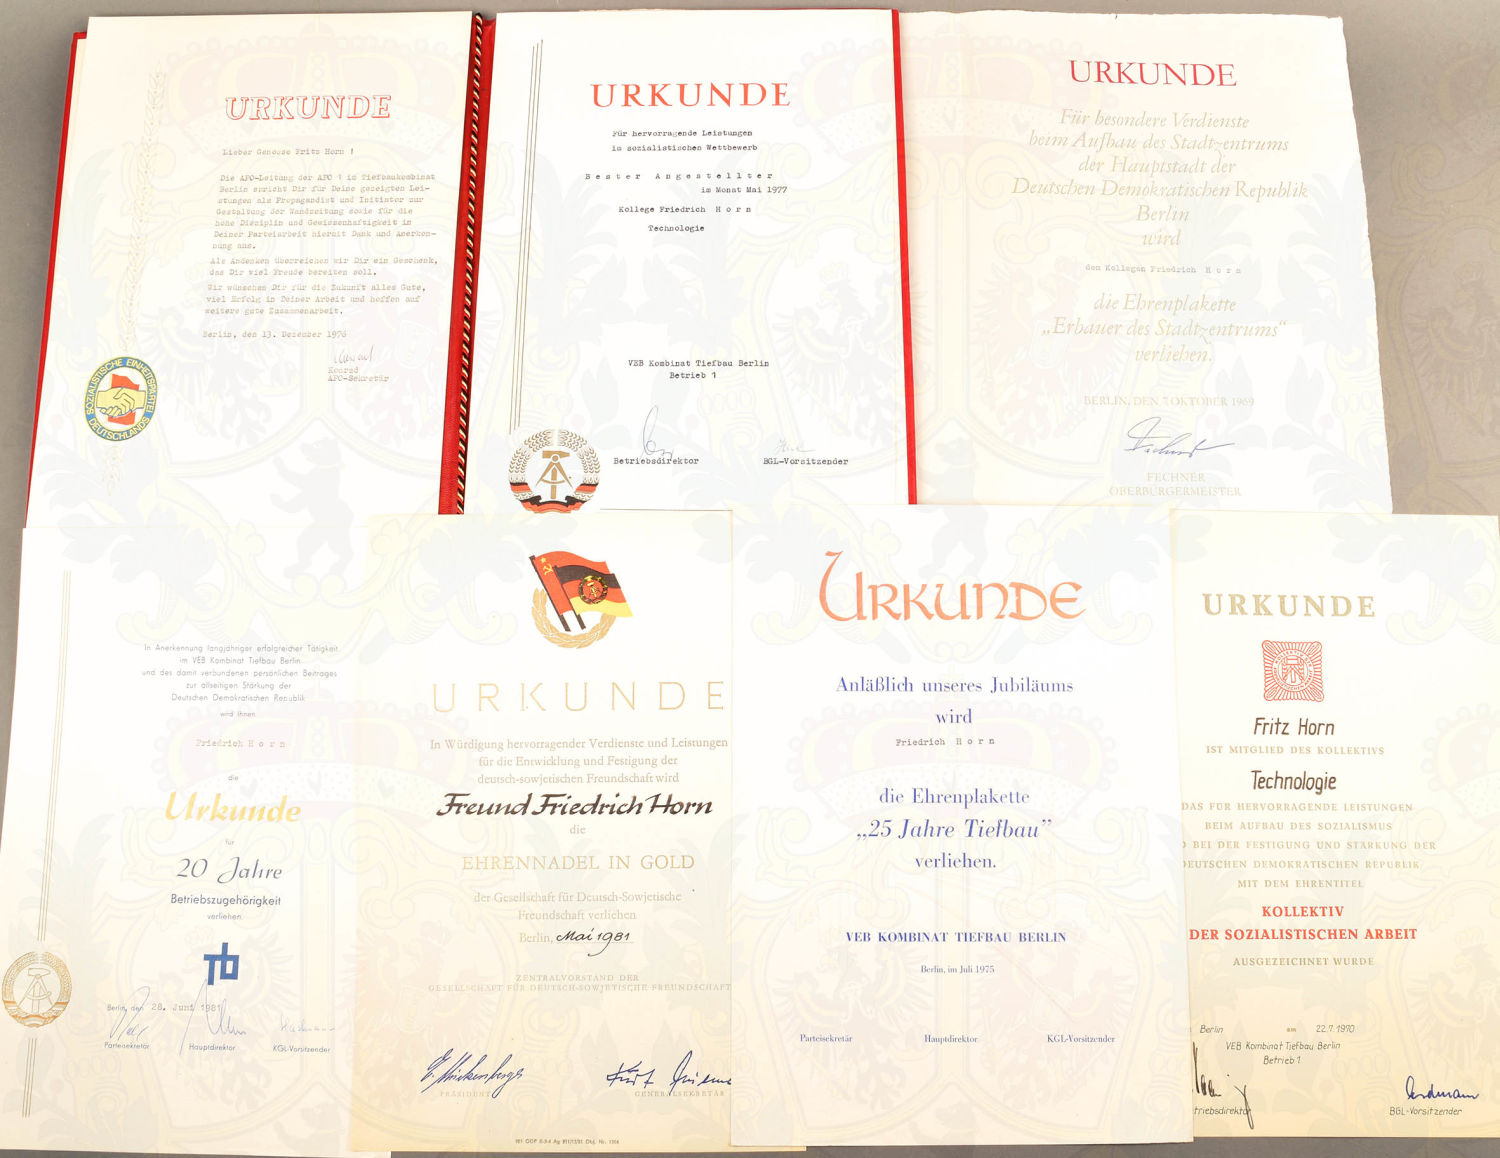 URKUNDE
Lieber Genosse Fritz Horn !
Die APO-Leitung der APO 1 im Tiefbaukombinat
Berlin spricht Dir für Deine gezeigten Lei-
stungen als Propagandist und Initiator zur
Gestaltung der Wandzeitung sowie für die
hohe Disziplin und Gewissenhaftigkeit in
Deiner Parteiarbeit hiermit Dank und Anerken-
nung aus.
Als Andenken überreichen wir Dir ein Geschenk,
das Dir viel Freude bereiten soll.
Wir wünschen Dir für die Zukunft alles Gute,
viel Erfolg in Deiner Arbeit und hoffen auf
weitere gute Zusammenarbeit.
Berlin, den 13. Dezember 1976
Konrad
APO-Sekretär
SOZIALISTISCHE EINHEITSPARTEI
DEUTSCHLANDS
URKUNDE
Für hervorragende Leistungen
im sozialistischen Wettbewerb
Bester Angestellter
im Monat Mai 1977
Kollege Friedrich Horn
Technologie
VEB Kombinat Tiefbau Berlin
Betrieb 1
Betriebsdirektor BGL-Vorsitzender
URKUNDE
Für besondere Verdienste
beim Aufbau des Stadtzentrums
der Hauptstadt der
Deutschen Demokratischen Republik
Berlin
wird
dem Kollegen Friedrich Horn
die Ehrenplakette
„Erbauer des Stadtzentrums“
verliehen.
BERLIN, DEN 7. OKTOBER 1969
FECHNER
OBERBÜRGERMEISTER
In Anerkennung langjähriger erfolgreicher Tätigkeit
im VEB Kombinat Tiefbau Berlin
und des damit verbundenen persönlichen Beitrages
zur allseitigen Stärkung der
Deutschen Demokratischen Republik
wird Ihnen
Friedrich Horn
die
Urkunde
für
20 Jahre
Betriebszugehörigkeit
verliehen.
Tb
Berlin, den 28. Juni 1981
Parteisekretär Hauptdirektor KGL-Vorsitzender
URKUNDE
In Würdigung hervorragender Verdienste und Leistungen
für die Entwicklung und Festigung der
deutsch-sowjetischen Freundschaft wird
Freund Friedrich Horn
die
EHRENNADEL IN GOLD
der Gesellschaft für Deutsch-Sowjetische
Freundschaft verliehen
Berlin, Mai 1981
ZENTRALVORSTAND DER
GESELLSCHAFT FÜR DEUTSCH-SOWJETISCHE FREUNDSCHAFT
PRÄSIDENT GENERALSEKRETÄR
URKUNDE
Anläßlich unseres Jubiläums
wird
Friedrich Horn
die Ehrenplakette
„25 Jahre Tiefbau”
verliehen.
VEB KOMBINAT TIEFBAU BERLIN
Berlin, im Juli 1975
Parteisekretär Hauptdirektor KGL-Vorsitzender
URKUNDE
Fritz Horn
IST MITGLIED DES KOLLEKTIVS
Technologie
DAS FÜR HERVORRAGENDE LEISTUNGEN
BEIM AUFBAU DES SOZIALISMUS
D BEI DER FESTIGUNG UND STÄRKUNG DER
DEUTSCHEN DEMOKRATISCHEN REPUBLIK
MIT DEM EHRENTITEL
KOLLEKTIV
DER SOZIALISTISCHEN ARBEIT
AUSGEZEICHNET WURDE
Berlin am 22.7.1970
VEB Kombinat Tiefbau Berlin
Betrieb 1
triebsdirektor BGL-Vorsitzender